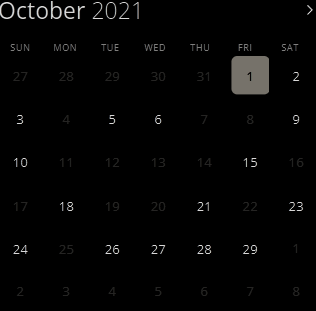 October 2021 >
SUN MON TUE WED THU FRI SAT
27 28 29 30 31 1 2
3 4 5 6 7 8 9
10 11 12 13 14 15 16
17 18 19 20 21 22 23
24 25 26 27 28 29 1
2 3 4 5 6 7 8